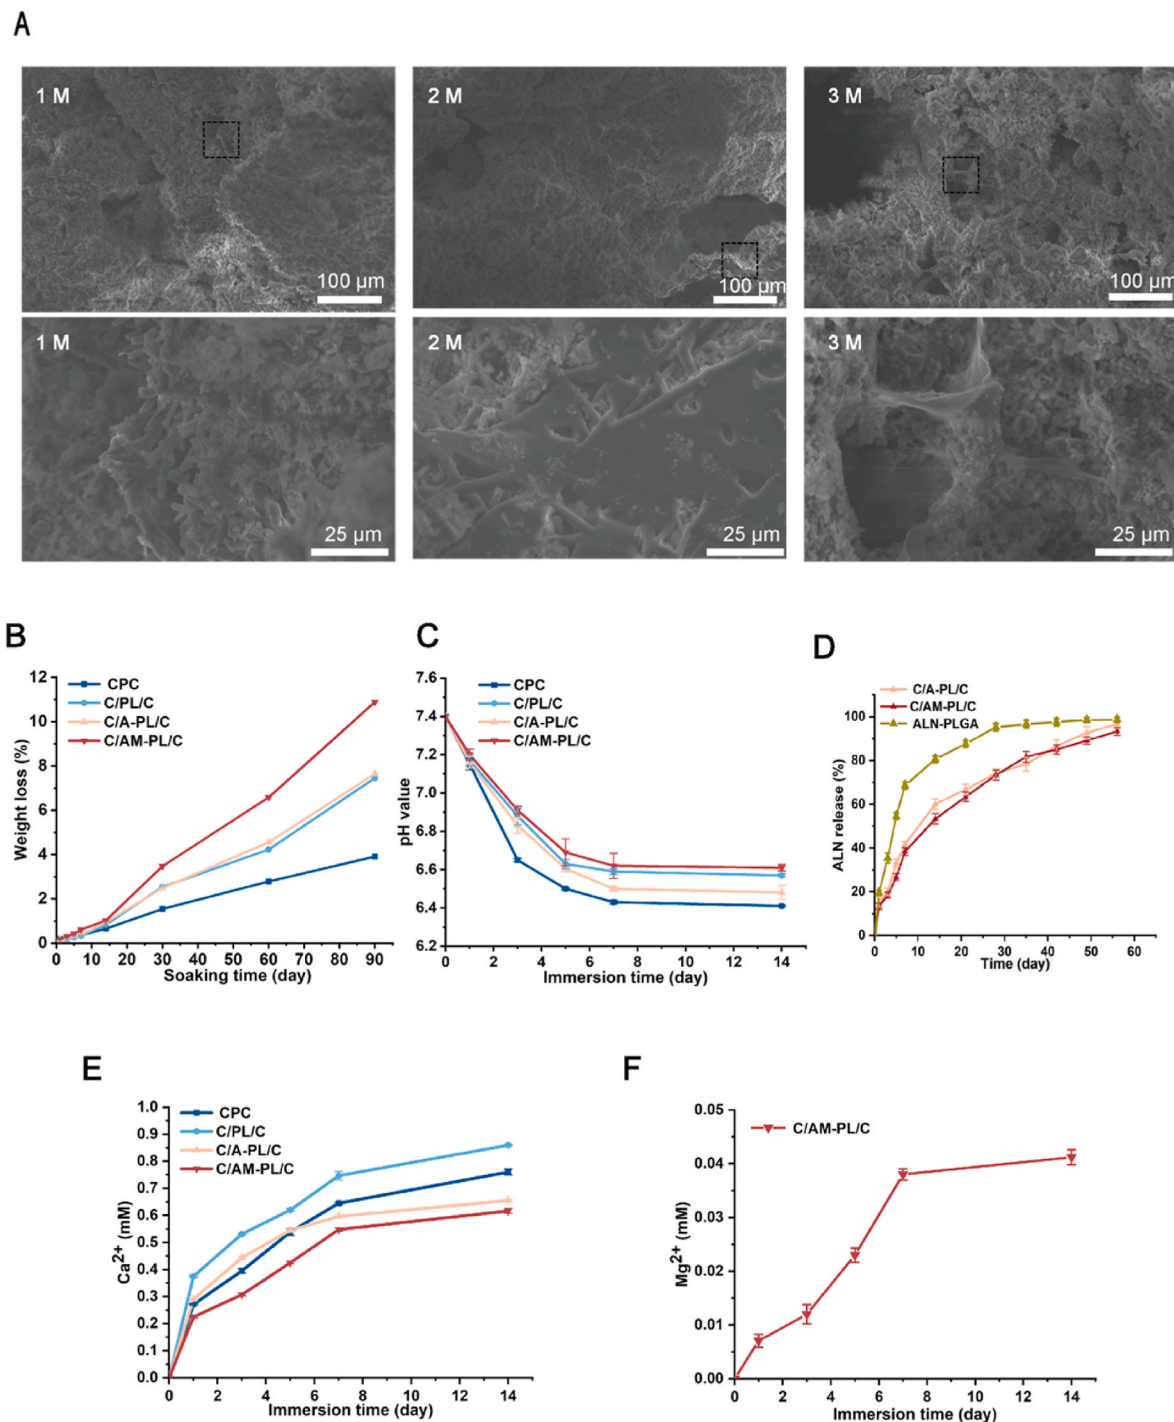 A
1 M
2 M
3 M
100 µm
100 µm
100 µm
1 M
2 M
3 M
25 µm
25 µm
25 µm
B
CPC
C/PL/C
C/A-PL/C
C/AM-PL/C
Weight loss (%)
12
10
8
6
4
2
0
0 10 20 30 40 50 60 70 80 90
Soaking time (day)
C
CPC
C/PL/C
C/A-PL/C
C/AM-PL/C
pH value
7.6
7.4
7.2
7.0
6.8
6.6
6.4
6.2
0 2 4 6 8 10 12 14
Immersion time (day)
D
C/A-PL/C
C/AM-PL/C
ALN-PLGA
ALN release (%)
100
80
60
40
20
0
0 10 20 30 40 50 60
Time (day)
E
CPC
C/PL/C
C/A-PL/C
C/AM-PL/C
Ca2+ (mM)
1.0
0.9
0.8
0.7
0.6
0.5
0.4
0.3
0.2
0.1
0.0
0 2 4 6 8 10 12 14
Immersion time (day)
F
C/AM-PL/C
Mg2+ (mM)
0.05
0.04
0.03
0.02
0.01
0.00
0 2 4 6 8 10 12 14
Immersion time (day)